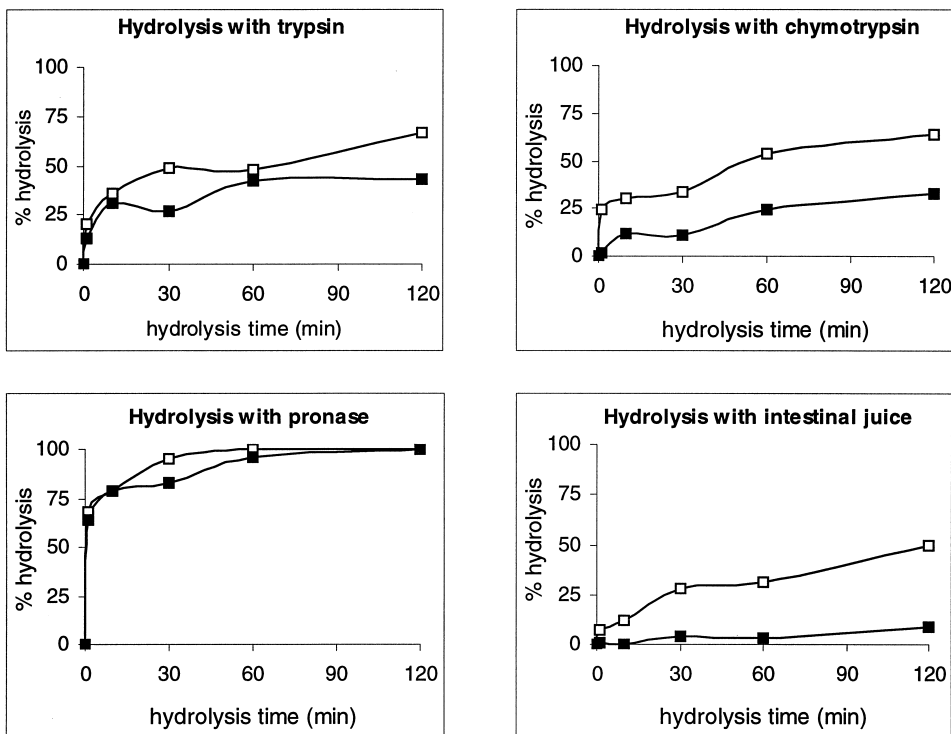 Hydrolysis with trypsin
100
75
50
25
0
% hydrolysis
0 30 60 90 120
hydrolysis time (min)
Hydrolysis with chymotrypsin
100
75
50
25
0
% hydrolysis
0 30 60 90 120
hydrolysis time (min)
Hydrolysis with pronase
100
75
50
25
0
% hydrolysis
0 30 60 90 120
hydrolysis time (min)
Hydrolysis with intestinal juice
100
75
50
25
0
% hydrolysis
0 30 60 90 120
hydrolysis time (min)